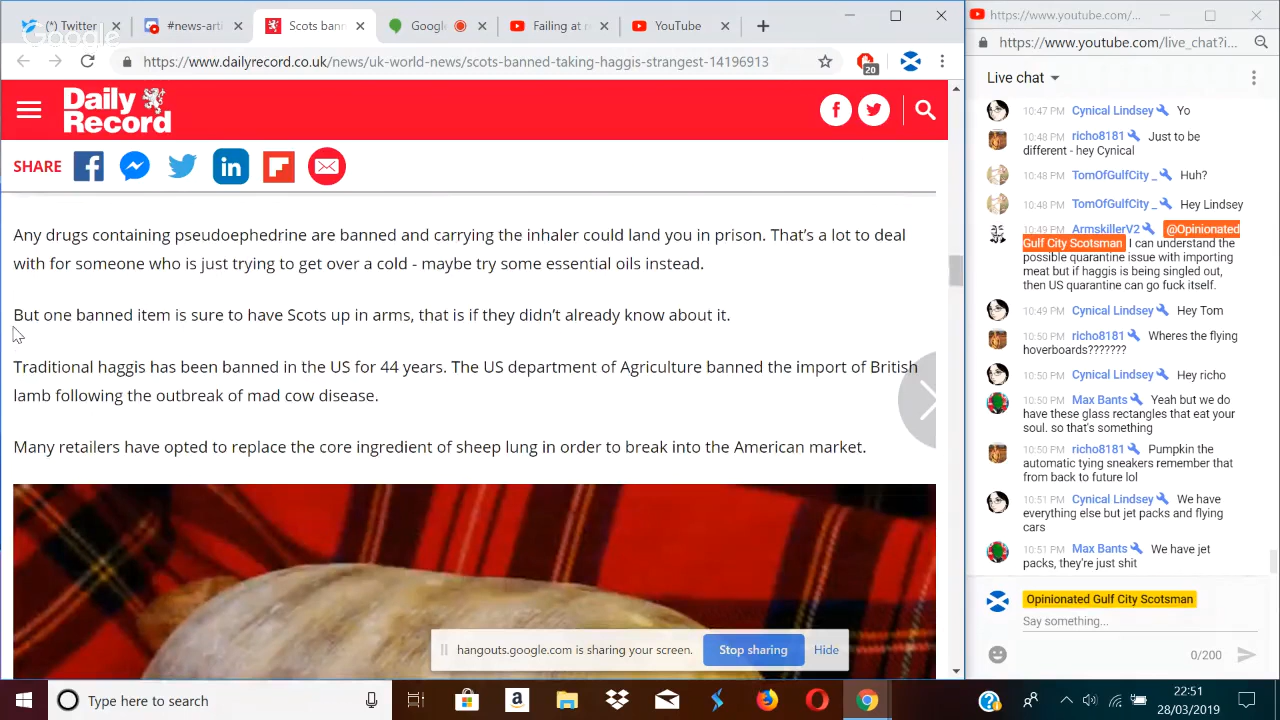 (*) Twitter
#news-arti
Scots bann
Googl
Failing at r
YouTube
Google
https://www.dailyrecord.co.uk/news/uk-world-news/scots-banned-taking-haggis-strangest-14196913
20
Daily
Record
SHARE
Any drugs containing pseudoephedrine are banned and carrying the inhaler could land you in prison. That’s a lot to deal
with for someone who is just trying to get over a cold - maybe try some essential oils instead.
But one banned item is sure to have Scots up in arms, that is if they didn’t already know about it.
Traditional haggis has been banned in the US for 44 years. The US department of Agriculture banned the import of British
lamb following the outbreak of mad cow disease.
Many retailers have opted to replace the core ingredient of sheep lung in order to break into the American market.
hangouts.google.com is sharing your screen.
Stop sharing
Hide
https://www.youtube.com/...
https://www.youtube.com/live_chat?i...
Live chat
10:47 PM Cynical Lindsey Yo
10:48 PM richo8181 Just to be
different - hey Cynical
10:48 PM TomOfGulfCity _ Huh?
10:48 PM TomOfGulfCity _ Hey Lindsey
10:49 PM ArmskillerV2 @Opinionated
Gulf City Scotsman I can understand the
possible quarantine issue with importing
meat but if haggis is being singled out,
then US quarantine can go fuck itself.
10:49 PM Cynical Lindsey Hey Tom
10:50 PM richo8181 Wheres the flying
hoverboards???????
10:50 PM Cynical Lindsey Hey richo
10:50 PM Max Bants Yeah but we do
have these glass rectangles that eat your
soul. so that's something
10:50 PM richo8181 Pumpkin the
automatic tying sneakers remember that
from back to future lol
10:51 PM Cynical Lindsey We have
everything else but jet packs and flying
cars
10:51 PM Max Bants We have jet
packs, they're just shit
Opinionated Gulf City Scotsman
Say something...
0/200
Type here to search
22:51
28/03/2019